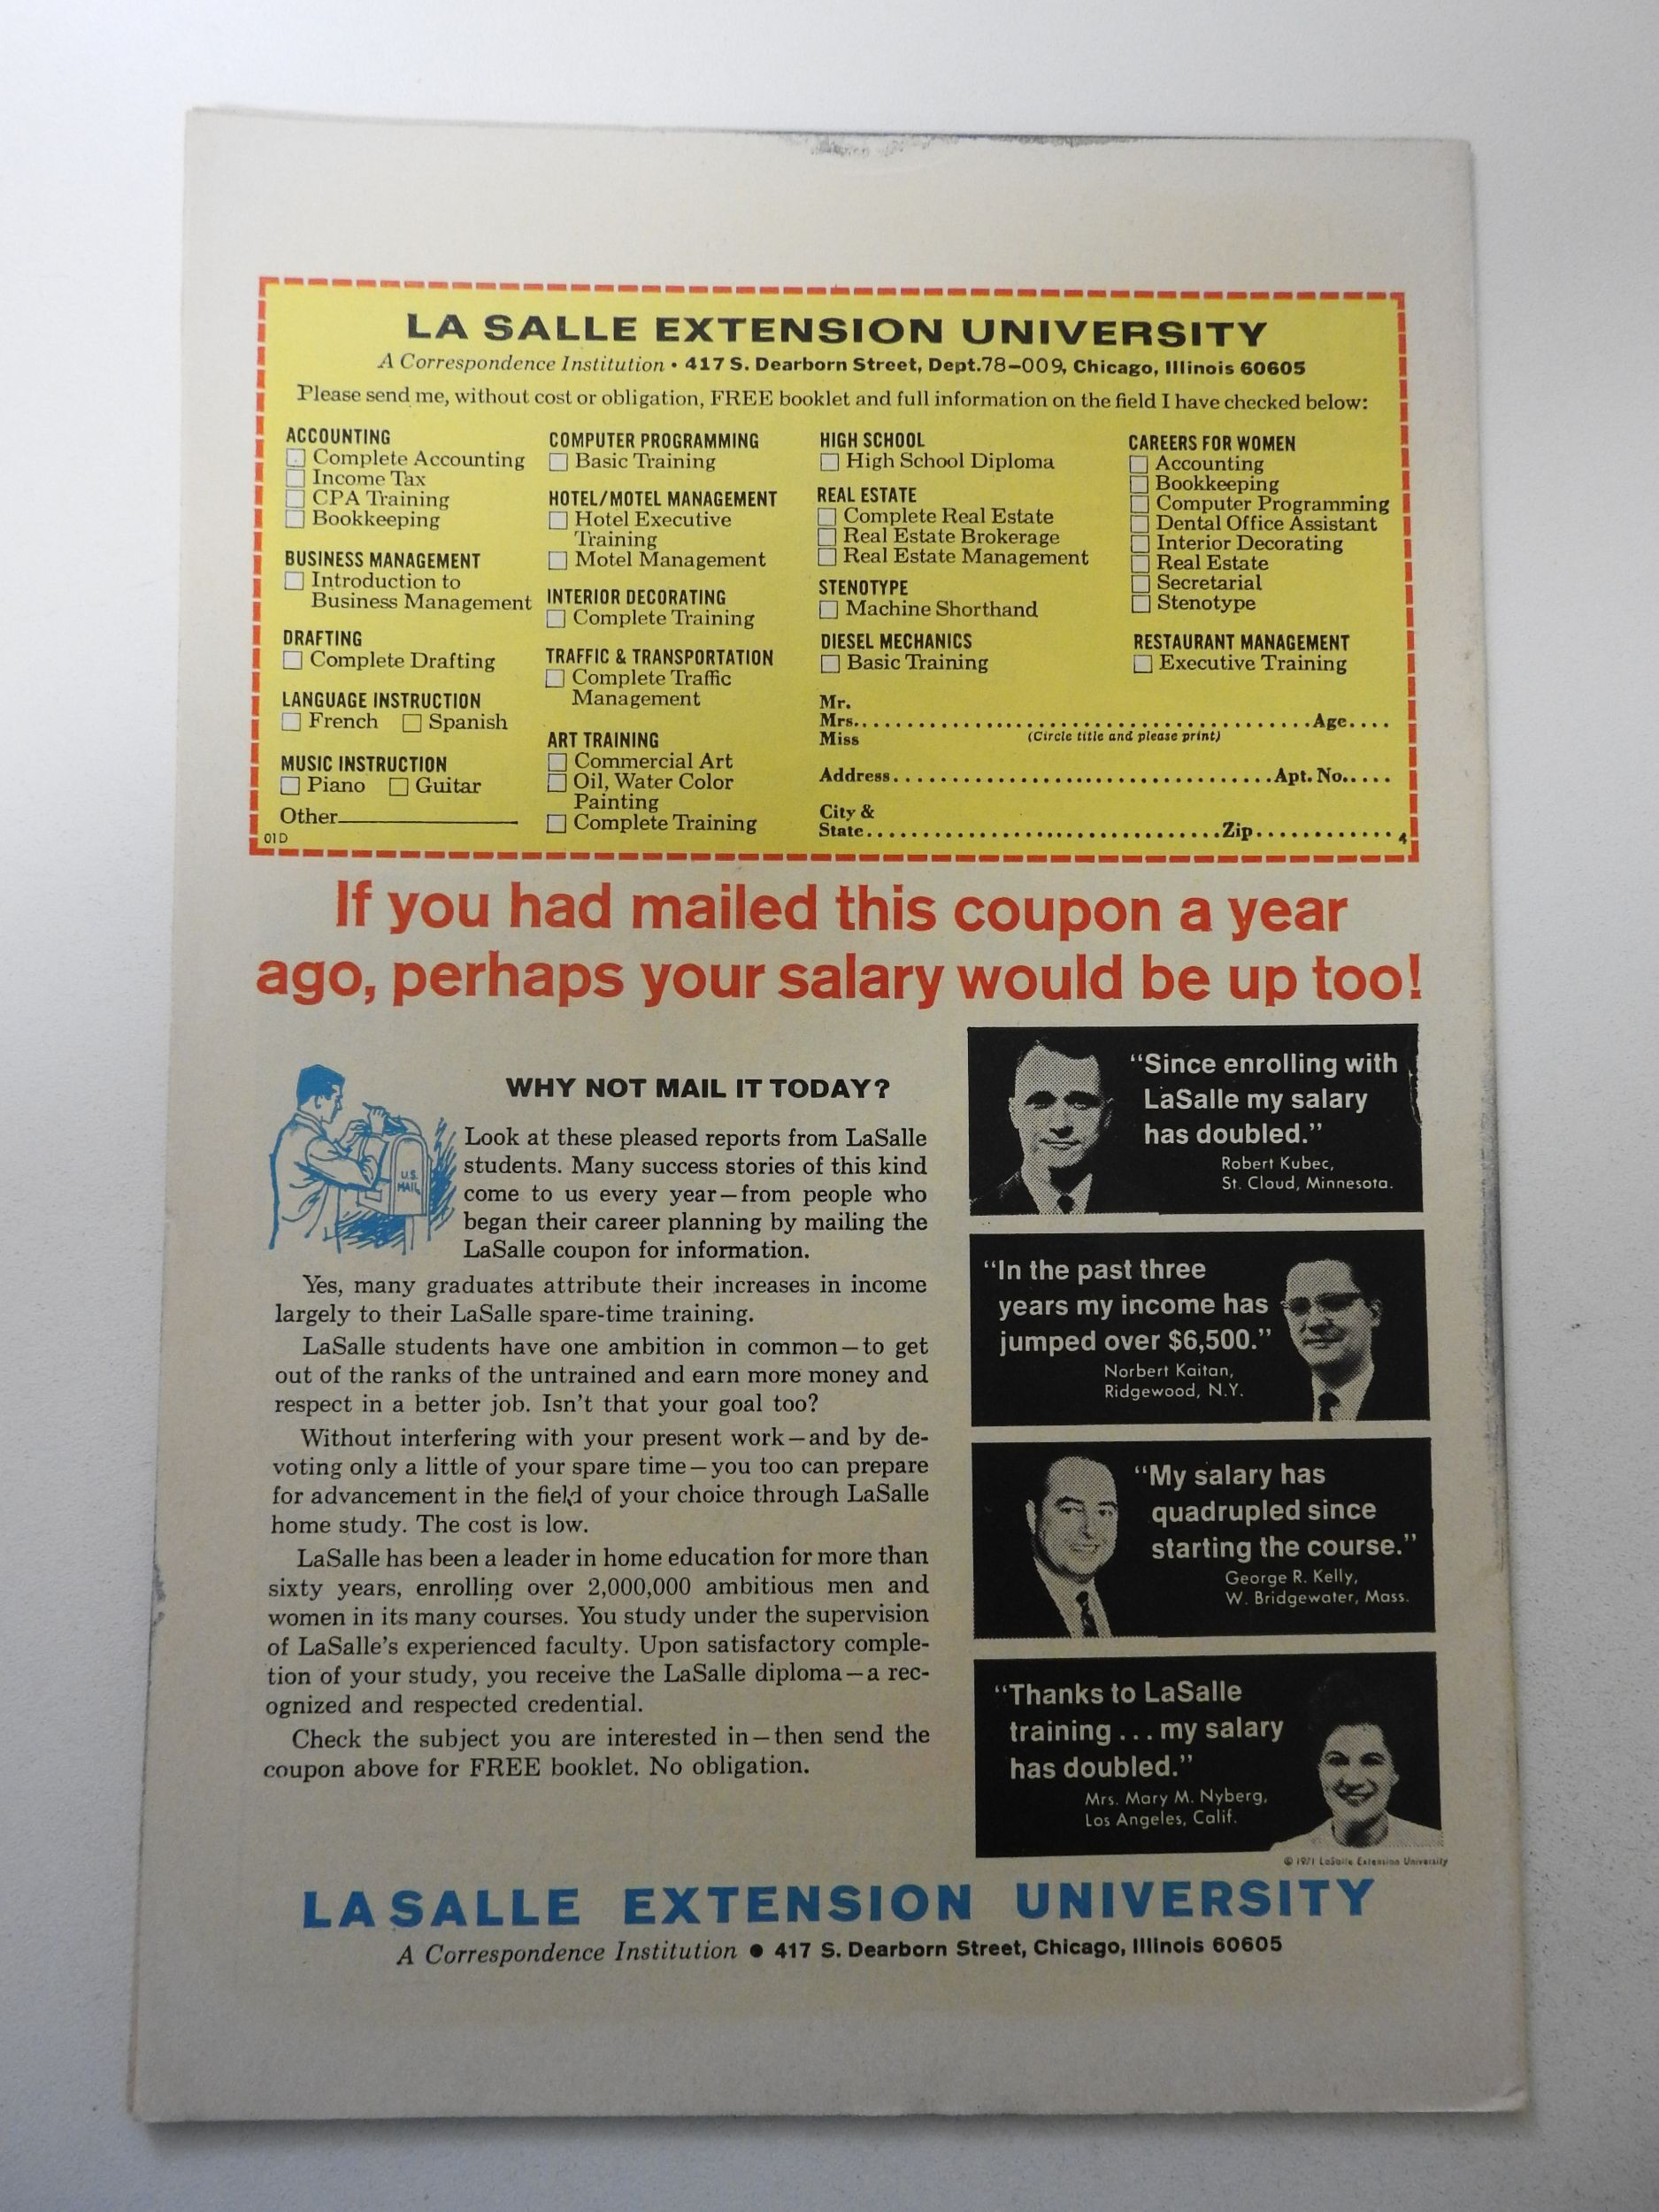 LA SALLE EXTENSION UNIVERSITY
A Correspondence Institution • 417 S. Dearborn Street, Dept.78-009, Chicago, Illinois 60605
Please send me, without cost or obligation, FREE booklet and full information on the field I have checked below:
ACCOUNTING
Complete Accounting
Income Tax
CPA Training
Bookkeeping
BUSINESS MANAGEMENT
Introduction to
Business Management
DRAFTING
Complete Drafting
LANGUAGE INSTRUCTION
French Spanish
MUSIC INSTRUCTION
Piano Guitar
Other
01D
COMPUTER PROGRAMMING
Basic Training
HOTEL/MOTEL MANAGEMENT
Hotel Executive
Training
Motel Management
INTERIOR DECORATING
Complete Training
TRAFFIC & TRANSPORTATION
Complete Traffic
Management
ART TRAINING
Commercial Art
Oil, Water Color
Painting
Complete Training
HIGH SCHOOL
High School Diploma
REAL ESTATE
Complete Real Estate
Real Estate Brokerage
Real Estate Management
STENOTYPE
Machine Shorthand
DIESEL MECHANICS
Basic Training
CAREERS FOR WOMEN
Accounting
Bookkeeping
Computer Programming
Dental Office Assistant
Interior Decorating
Real Estate
Secretarial
Stenotype
RESTAURANT MANAGEMENT
Executive Training
Mr.
Mrs. Age
Miss (Circle title and please print)
Address Apt. No.
City &
State Zip
4
If you had mailed this coupon a year
ago, perhaps your salary would be up too!
WHY NOT MAIL IT TODAY?
U.S.
MAIL
Look at these pleased reports from LaSalle
students. Many success stories of this kind
come to us every year—from people who
began their career planning by mailing the
LaSalle coupon for information.
Yes, many graduates attribute their increases in income
largely to their LaSalle spare-time training.
LaSalle students have one ambition in common—to get
out of the ranks of the untrained and earn more money and
respect in a better job. Isn't that your goal too?
Without interfering with your present work—and by de-
voting only a little of your spare time—you too can prepare
for advancement in the field of your choice through LaSalle
home study. The cost is low.
LaSalle has been a leader in home education for more than
sixty years, enrolling over 2,000,000 ambitious men and
women in its many courses. You study under the supervision
of LaSalle's experienced faculty. Upon satisfactory comple-
tion of your study, you receive the LaSalle diploma—a rec-
ognized and respected credential.
Check the subject you are interested in—then send the
coupon above for FREE booklet. No obligation.
"Since enrolling with
LaSalle my salary
has doubled."
Robert Kubec,
St. Cloud, Minnesota.
"In the past three
years my income has
jumped over $6,500."
Norbert Kaitan,
Ridgewood, N.Y.
"My salary has
quadrupled since
starting the course."
George R. Kelly,
W. Bridgewater, Mass.
"Thanks to LaSalle
training . . . my salary
has doubled."
Mrs. Mary M. Nyberg,
Los Angeles, Calif.
© 1971 LaSalle Extension University
LA SALLE EXTENSION UNIVERSITY
A Correspondence Institution • 417 S. Dearborn Street, Chicago, Illinois 60605